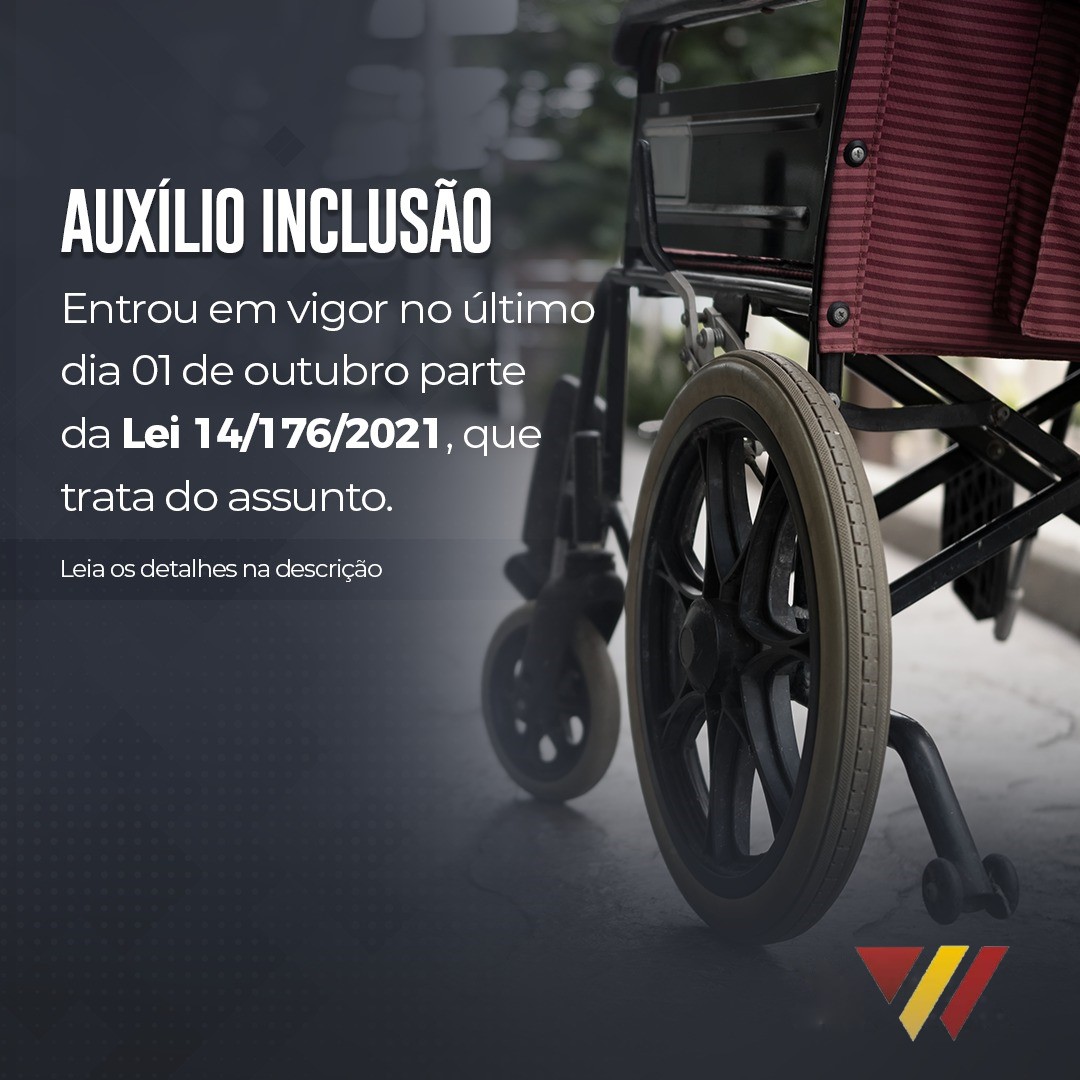 AUXÍLIO INCLUSÃO
Entrou em vigor no último
dia 01 de outubro parte
da Lei 14/176/2021, que
trata do assunto.
Leia os detalhes na descrição